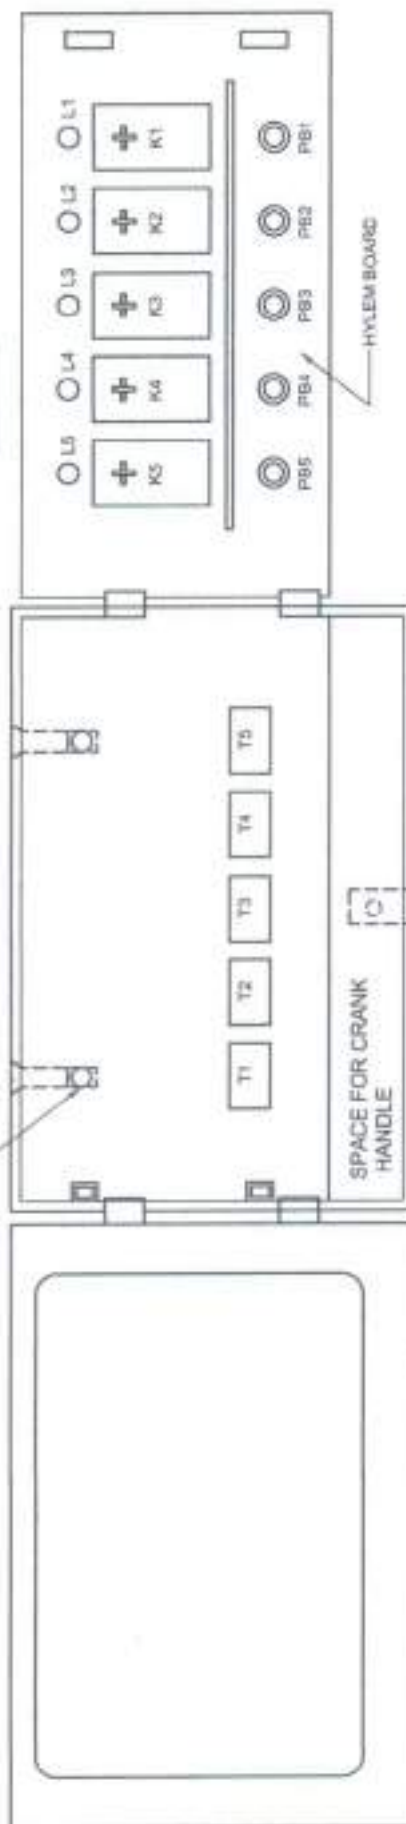 L5 L4 L3 L2 L1
K5 K4 K3 K2 K1
PB5 PB4 PB3 PB2 PB1
HYLEM BOARD
T1 T2 T3 T4 T5
SPACE FOR CRANK
HANDLE